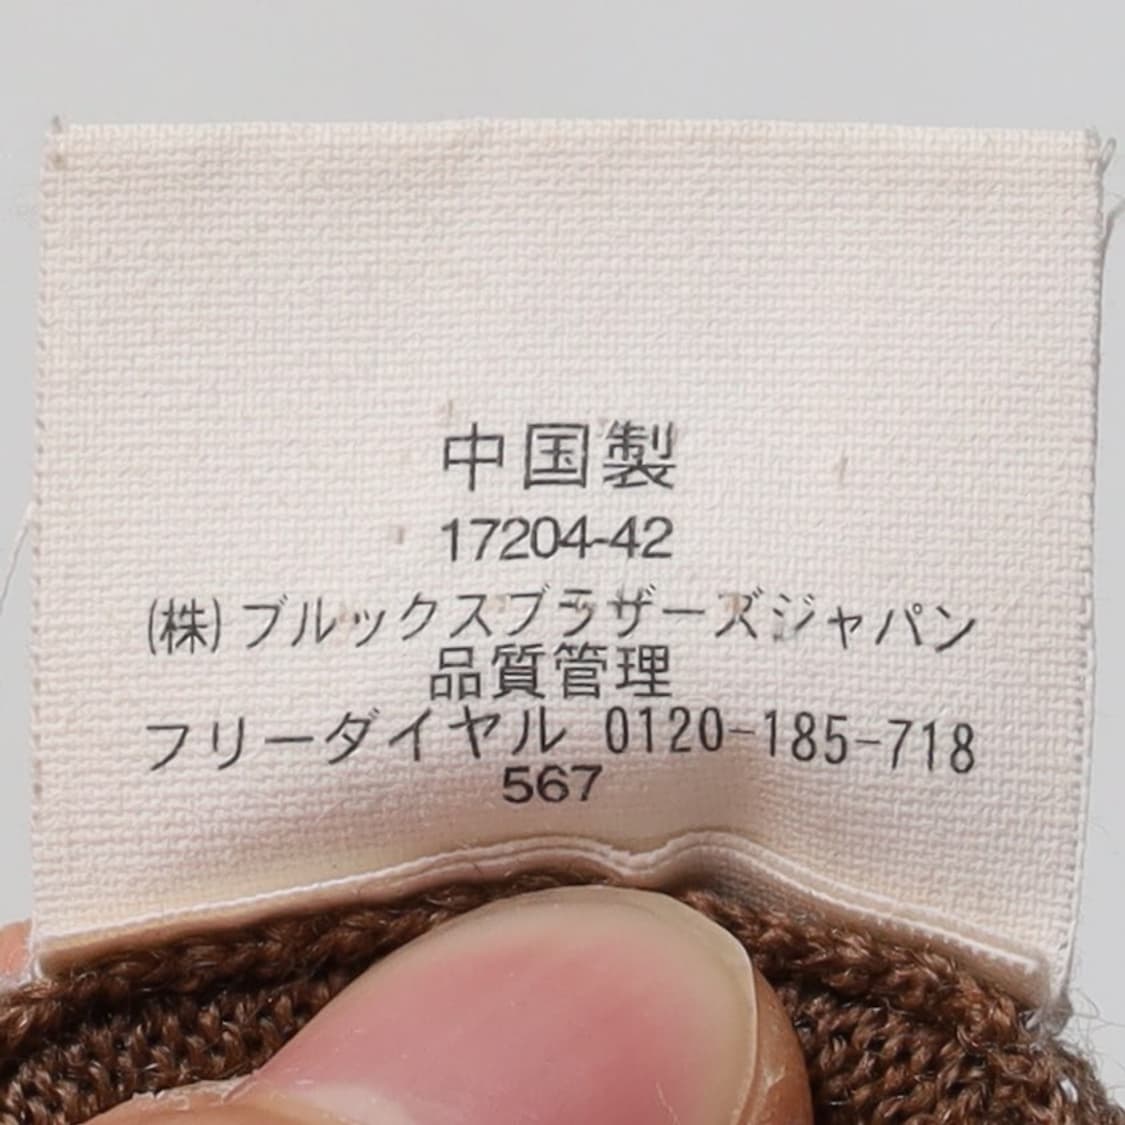 中国製
17204-42
(株)ブルックスブラザーズジャパン
品質管理
フリーダイヤル 0120-185-718
567